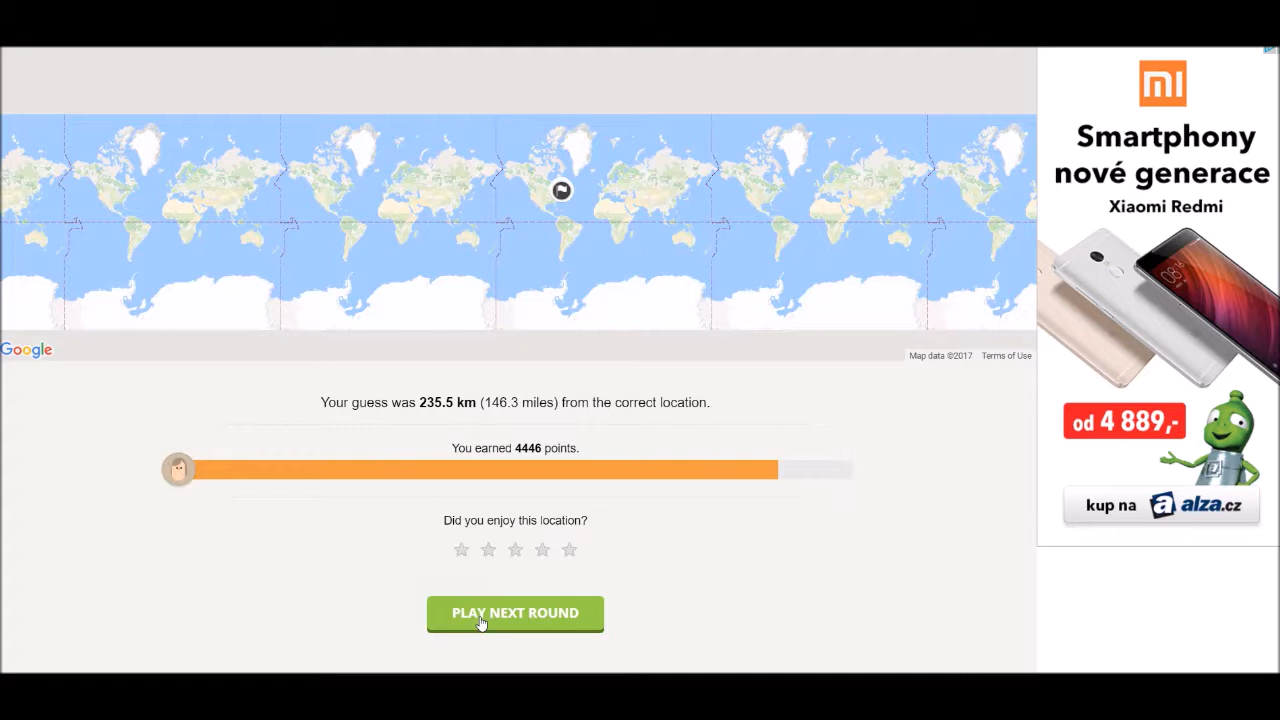 Google
Map data ©2017 Terms of Use
Your guess was 235.5 km (146.3 miles) from the correct location.
You earned 4446 points.
Did you enjoy this location?
PLAY NEXT ROUND
mi
Smartphony
nové generace
Xiaomi Redmi
08:16
od 4 889,-
kup na a alza.cz